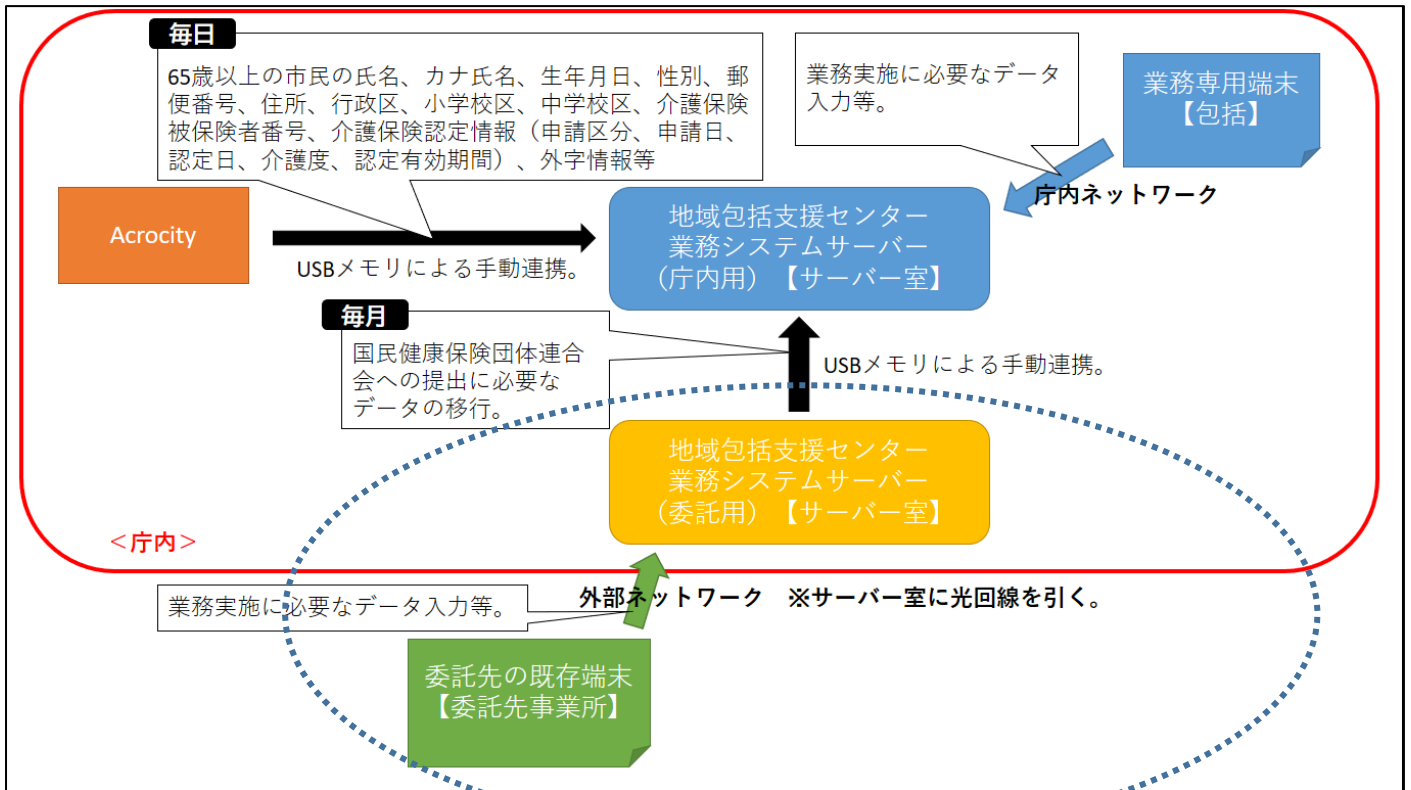 毎日
65歳以上の市民の氏名、カナ氏名、生年月日、性別、郵
便番号、住所、行政区、小学校区、中学校区、介護保険
被保険者番号、介護保険認定情報（申請区分、申請日、
認定日、介護度、認定有効期間）、外字情報等
業務実施に必要なデータ
入力等。
業務専用端末
【包括】
庁内ネットワーク
Acrocity
USBメモリによる手動連携。
地域包括支援センター
業務システムサーバー
（庁内用）【サーバー室】
毎月
国民健康保険団体連合
会への提出に必要な
データの移行。
USBメモリによる手動連携。
地域包括支援センター
業務システムサーバー
（委託用）【サーバー室】
＜庁内＞
業務実施に必要なデータ入力等。
外部ネットワーク　※サーバー室に光回線を引く。
委託先の既存端末
【委託先事業所】